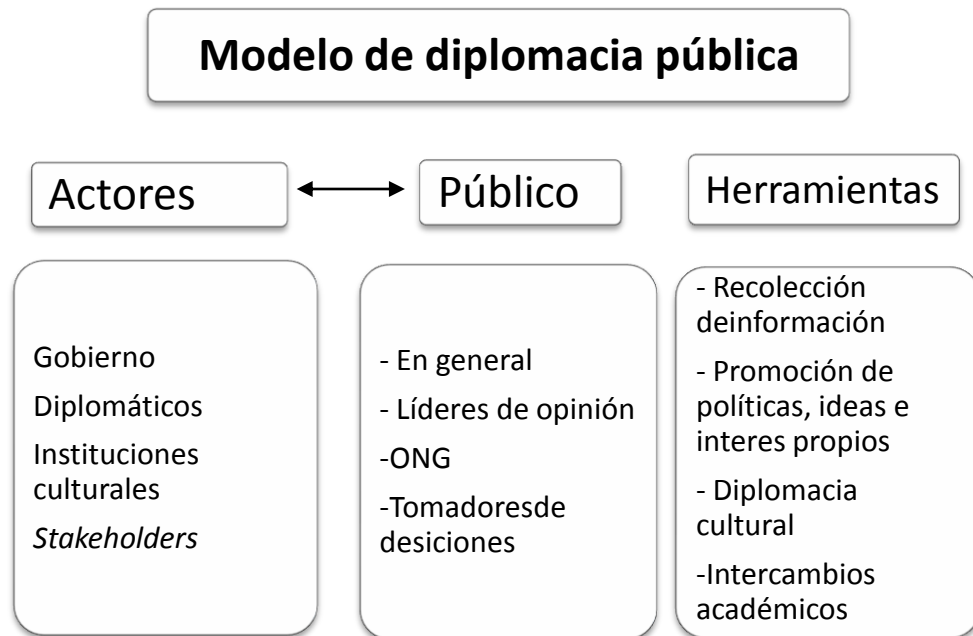 Modelo de diplomacia pública
Actores
Gobierno
Diplomáticos
Instituciones
culturales
Stakeholders
Público
- En general
- Líderes de opinión
-ONG
-Tomadoresde
desiciones
Herramientas
- Recolección
deinformación
- Promoción de
políticas, ideas e
interes propios
- Diplomacia
cultural
-Intercambios
académicos